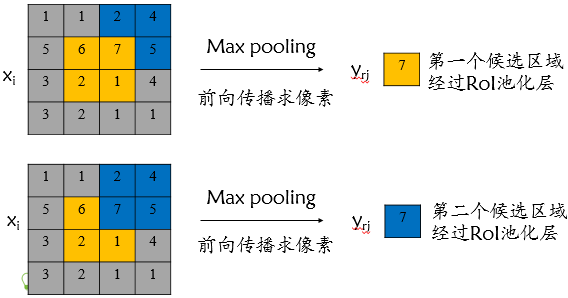 1 1 2 4
5 6 7 5
3 2 1 4
3 2 1 1
xi
Max pooling
前向传播求像素
yrj
7
第一个候选区域
经过RoI池化层
1 1 2 4
5 6 7 5
3 2 1 4
3 2 1 1
xi
Max pooling
前向传播求像素
yrj
7
第二个候选区域
经过RoI池化层